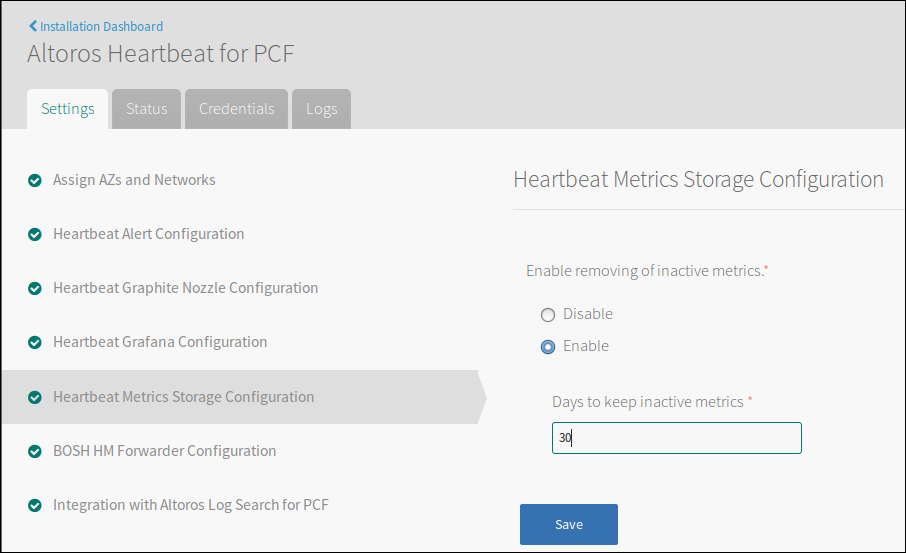 Installation Dashboard
Altoros Heartbeat for PCF
Settings Status Credentials Logs
Assign AZs and Networks
Heartbeat Alert Configuration
Heartbeat Graphite Nozzle Configuration
Heartbeat Grafana Configuration
Heartbeat Metrics Storage Configuration
BOSH HM Forwarder Configuration
Integration with Altoros Log Search for PCF
Heartbeat Metrics Storage Configuration
Enable removing of inactive metrics.*
Disable
Enable
Days to keep inactive metrics *
30
Save